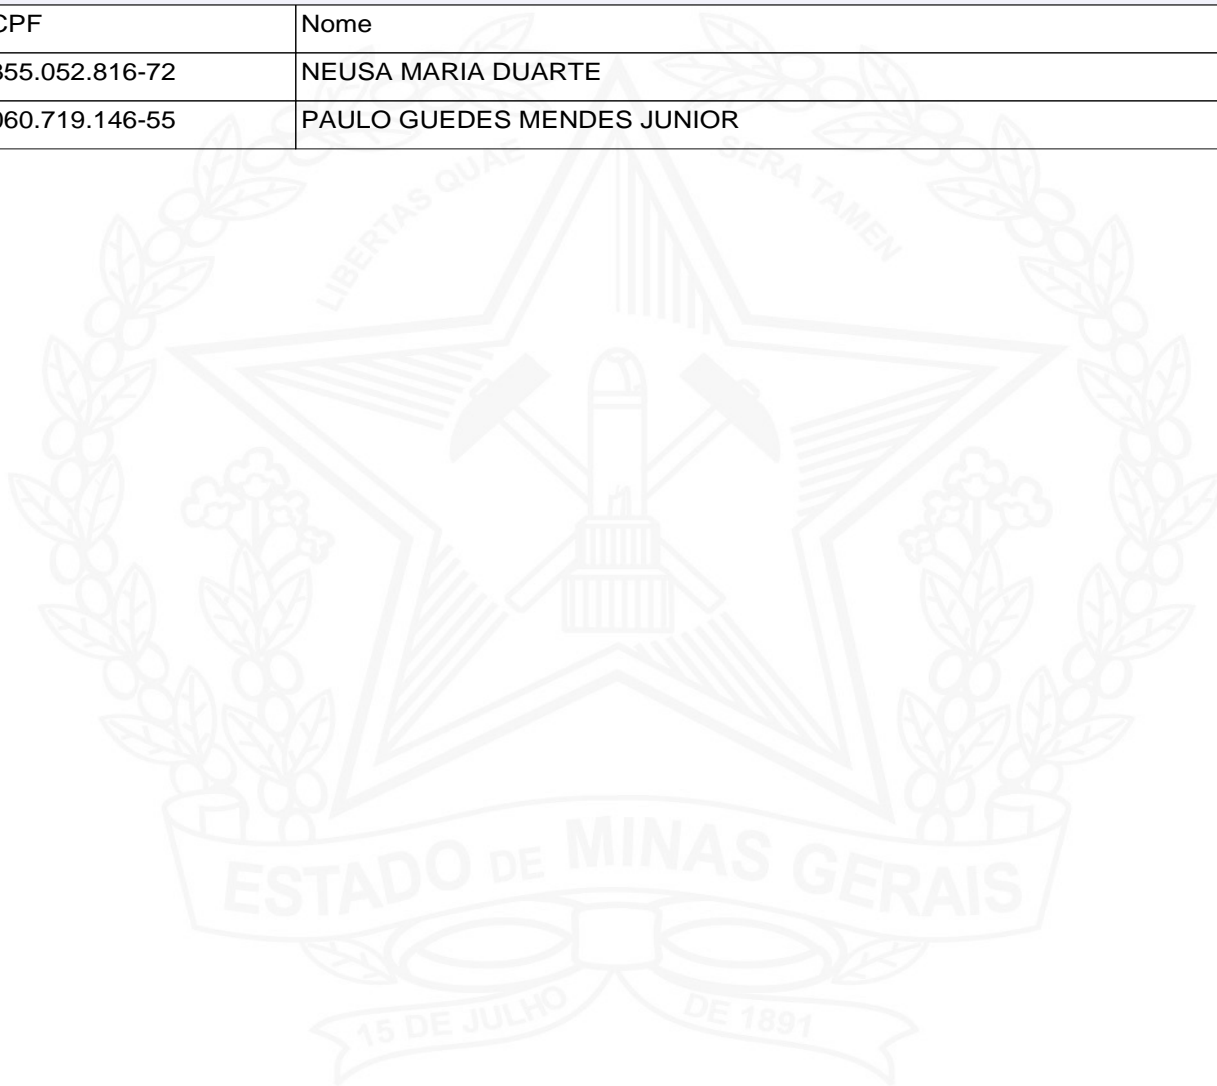 CPF Nome
855.052.816-72 NEUSA MARIA DUARTE
060.719.146-55 PAULO GUEDES MENDES JUNIOR
LIBERTAS QUAE SERA TAMEN
ESTADO DE MINAS GERAIS
15 DE JULHO DE 1891